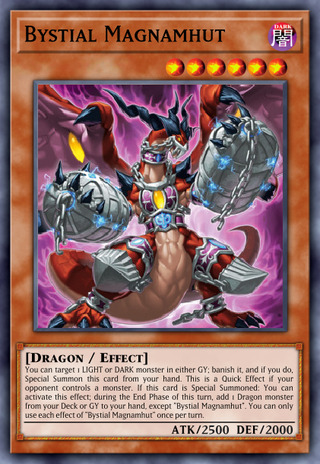 Bystial Magnamhut
DARK
闇
[Dragon / Effect]
You can target 1 LIGHT or DARK monster in either GY; banish it, and if you do,
Special Summon this card from your hand. This is a Quick Effect if your
opponent controls a monster. If this card is Special Summoned: You can
activate this effect; during the End Phase of this turn, add 1 Dragon monster
from your Deck or GY to your hand, except "Bystial Magnamhut". You can only
use each effect of "Bystial Magnamhut" once per turn.
ATK/2500 DEF/2000